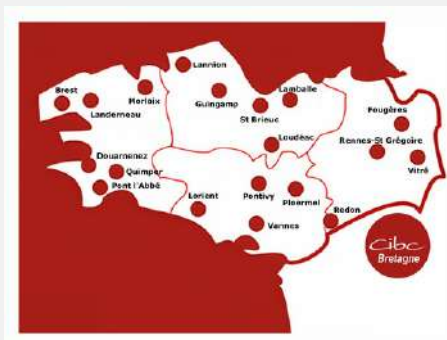 Lannion
Brest
Morlaix
Landerneau
Guingamp
Lamballe
St Brieuc
Fougères
Loudéac
Rennes-St Grégoire
Vitré
Douarnenez
Quimper
Pont l'Abbé
Lorient
Pontivy
Ploermel
Vannes
Redon
Cibc
Bretagne